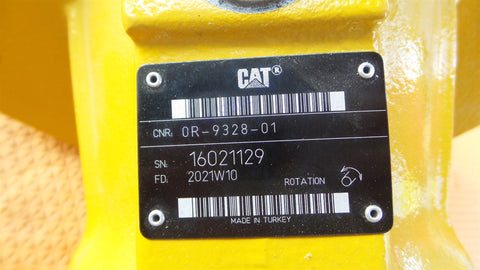 CAT®
CNR: 0R-9328-01
SN: 16021129
FD. 2021W10
ROTATION
MADE IN TURKEY